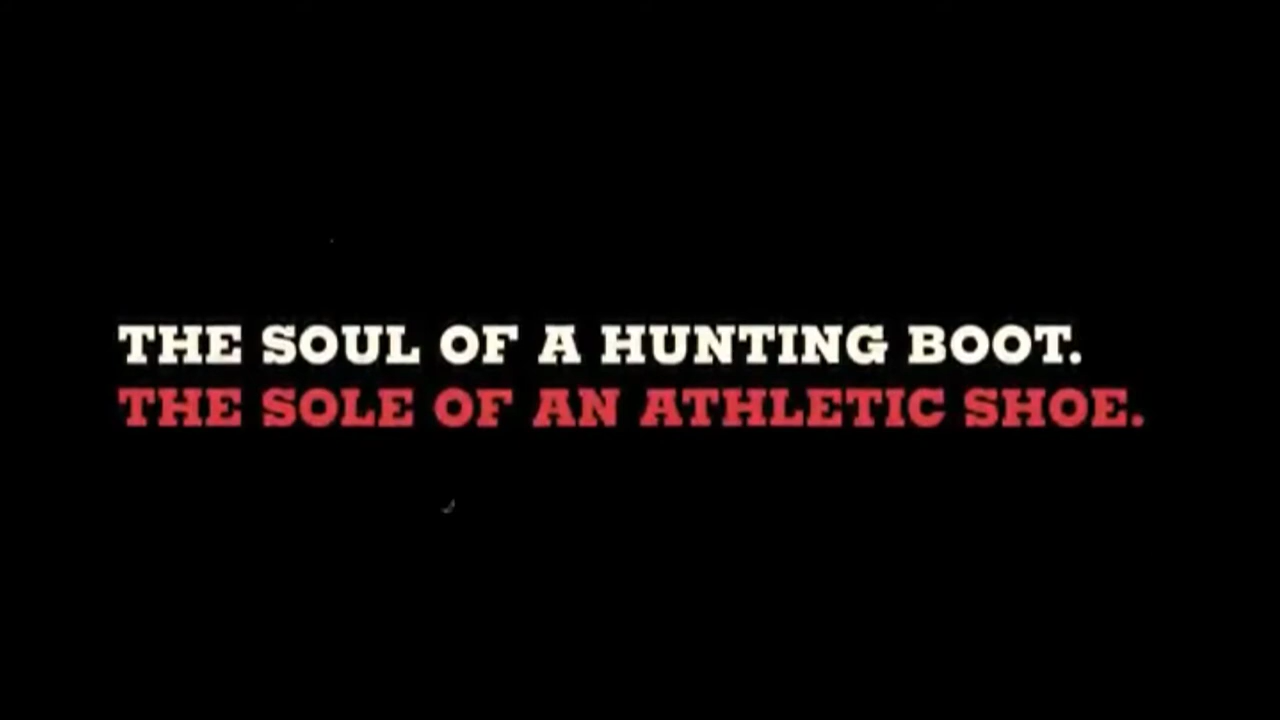 THE SOUL OF A HUNTING BOOT.
THE SOLE OF AN ATHLETIC SHOE.